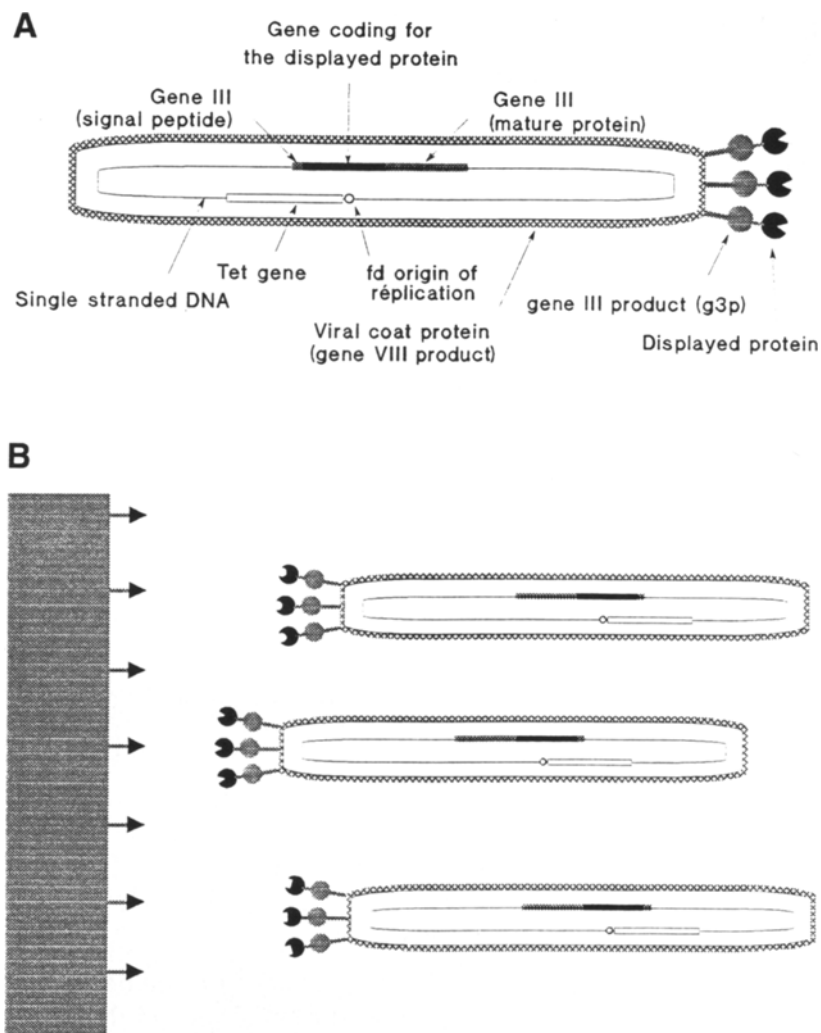 A
Gene coding for
the displayed protein
Gene III
(signal peptide)
Gene III
(mature protein)
Tet gene
fd origin of
réplication
Single stranded DNA
Viral coat protein
(gene VIII product)
gene III product (g3p)
Displayed protein
B